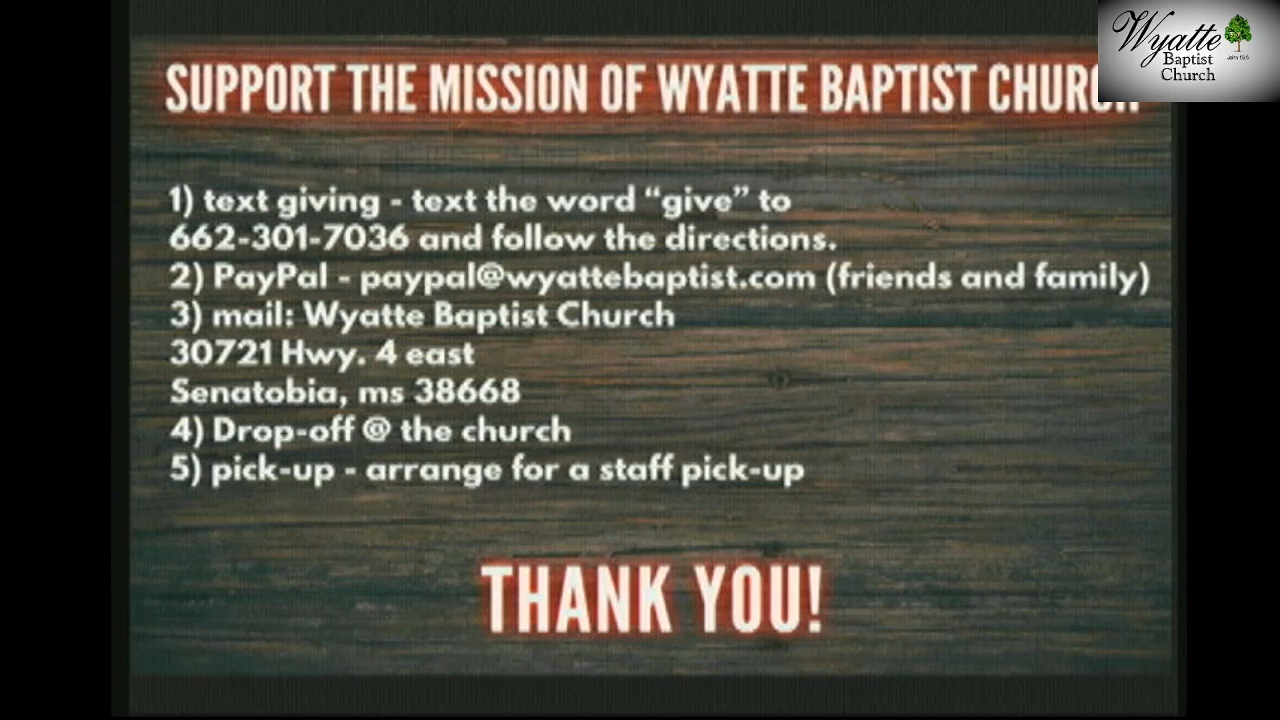 Wyatte
Baptist
Church
SUPPORT THE MISSION OF WYATTE BAPTIST CHURCH
1) text giving - text the word “give” to
662-301-7036 and follow the directions.
2) PayPal - paypal@wyattebaptist.com (friends and family)
3) mail: Wyatte Baptist Church
30721 Hwy. 4 east
Senatobia, ms 38668
4) Drop-off @ the church
5) pick-up - arrange for a staff pick-up
THANK YOU!